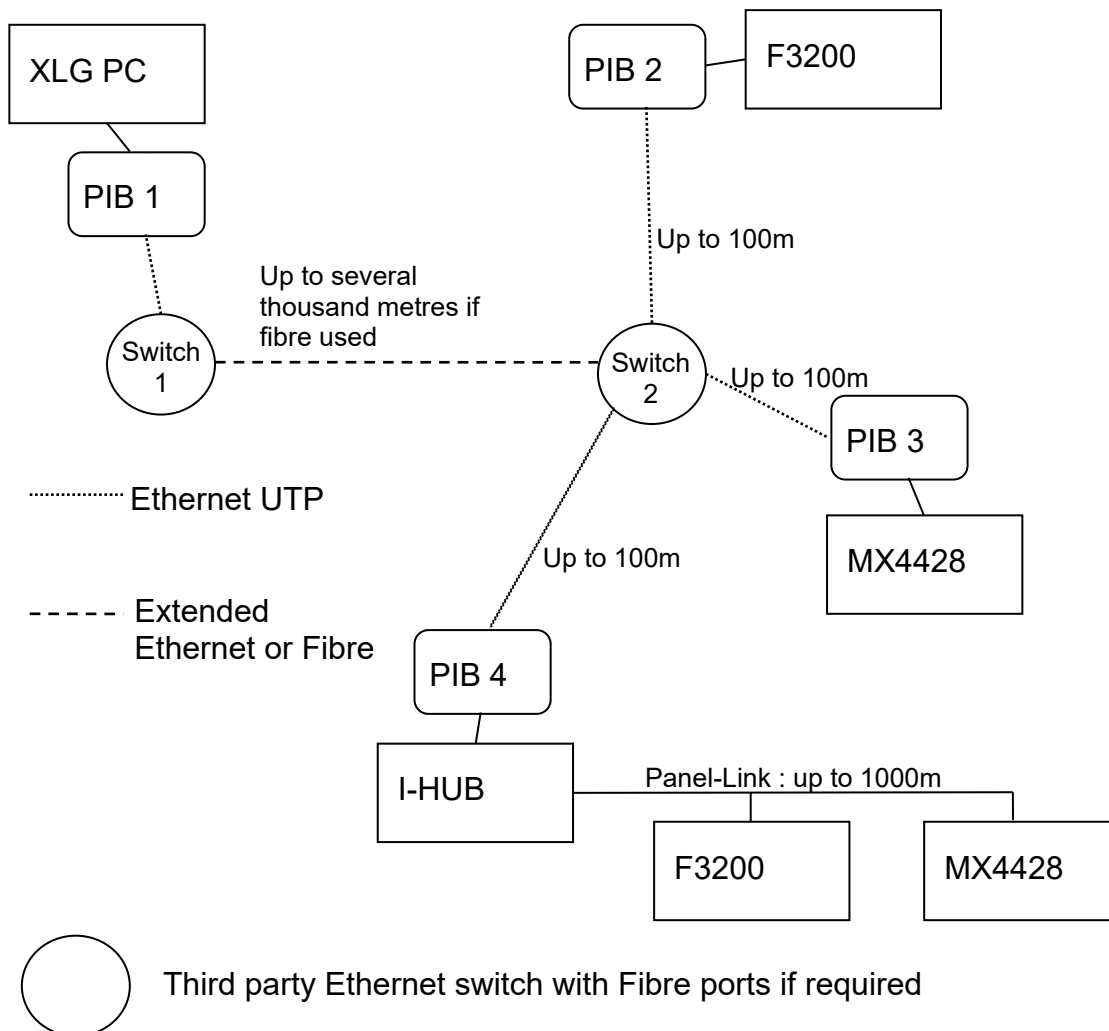 XLG PC
PIB 2
F3200
PIB 1
Up to 100m
Up to several
thousand metres if
fibre used
Switch
1
Switch
2
Up to 100m
PIB 3
Ethernet UTP
MX4428
Up to 100m
Extended
Ethernet or Fibre
PIB 4
I-HUB
Panel-Link : up to 1000m
F3200
MX4428
Third party Ethernet switch with Fibre ports if required